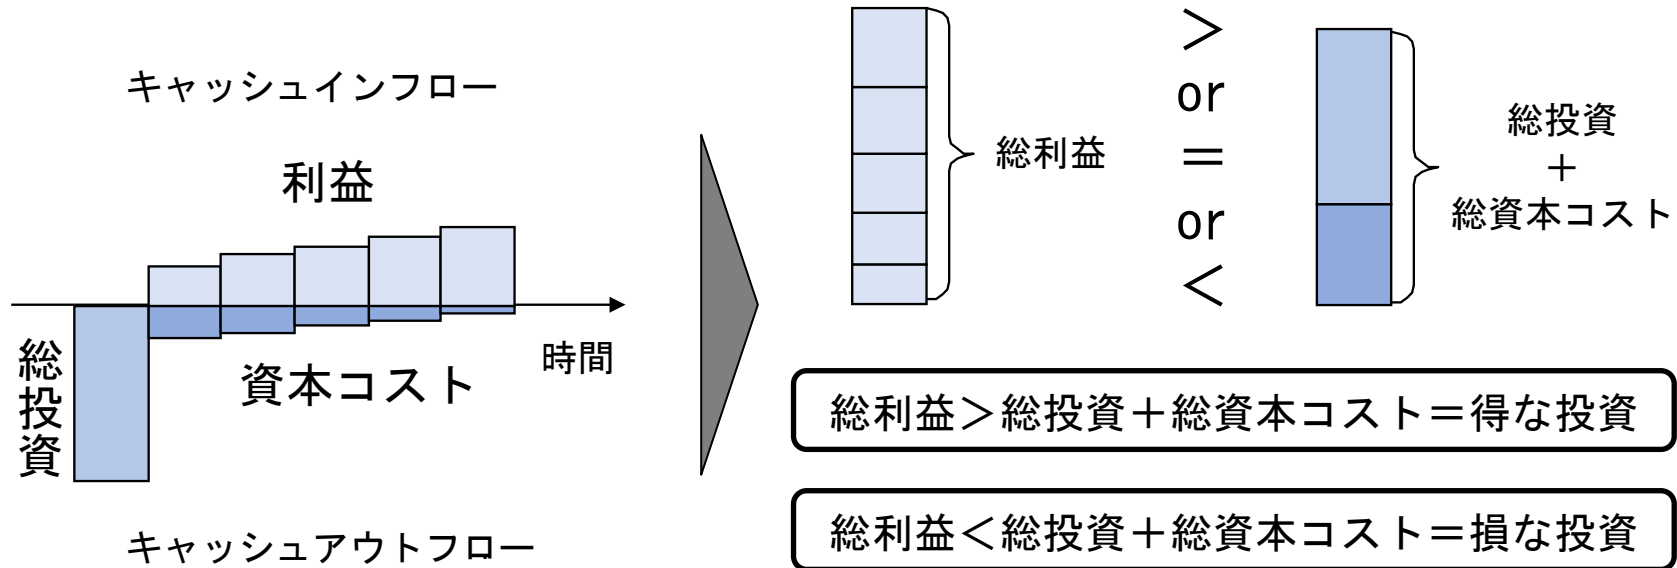 キャッシュインフロー
利益
総投資
資本コスト
時間
キャッシュアウトフロー
総利益
＞
or
＝
or
＜
総投資
＋
総資本コスト
総利益＞総投資＋総資本コスト＝得な投資
総利益＜総投資＋総資本コスト＝損な投資